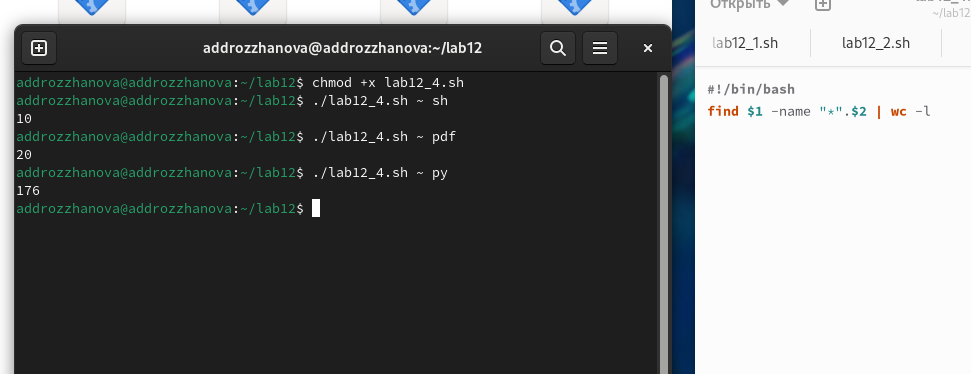 addrozzhanova@addrozzhanova:~/lab12
addrozzhanova@addrozzhanova:~/lab12$ chmod +x lab12_4.sh
addrozzhanova@addrozzhanova:~/lab12$ ./lab12_4.sh ~ sh
10
addrozzhanova@addrozzhanova:~/lab12$ ./lab12_4.sh ~ pdf
20
addrozzhanova@addrozzhanova:~/lab12$ ./lab12_4.sh ~ py
176
addrozzhanova@addrozzhanova:~/lab12$
Открыть
~/lab12
lab12_1.sh
lab12_2.sh
#!/bin/bash
find $1 -name "*".$2 | wc -l